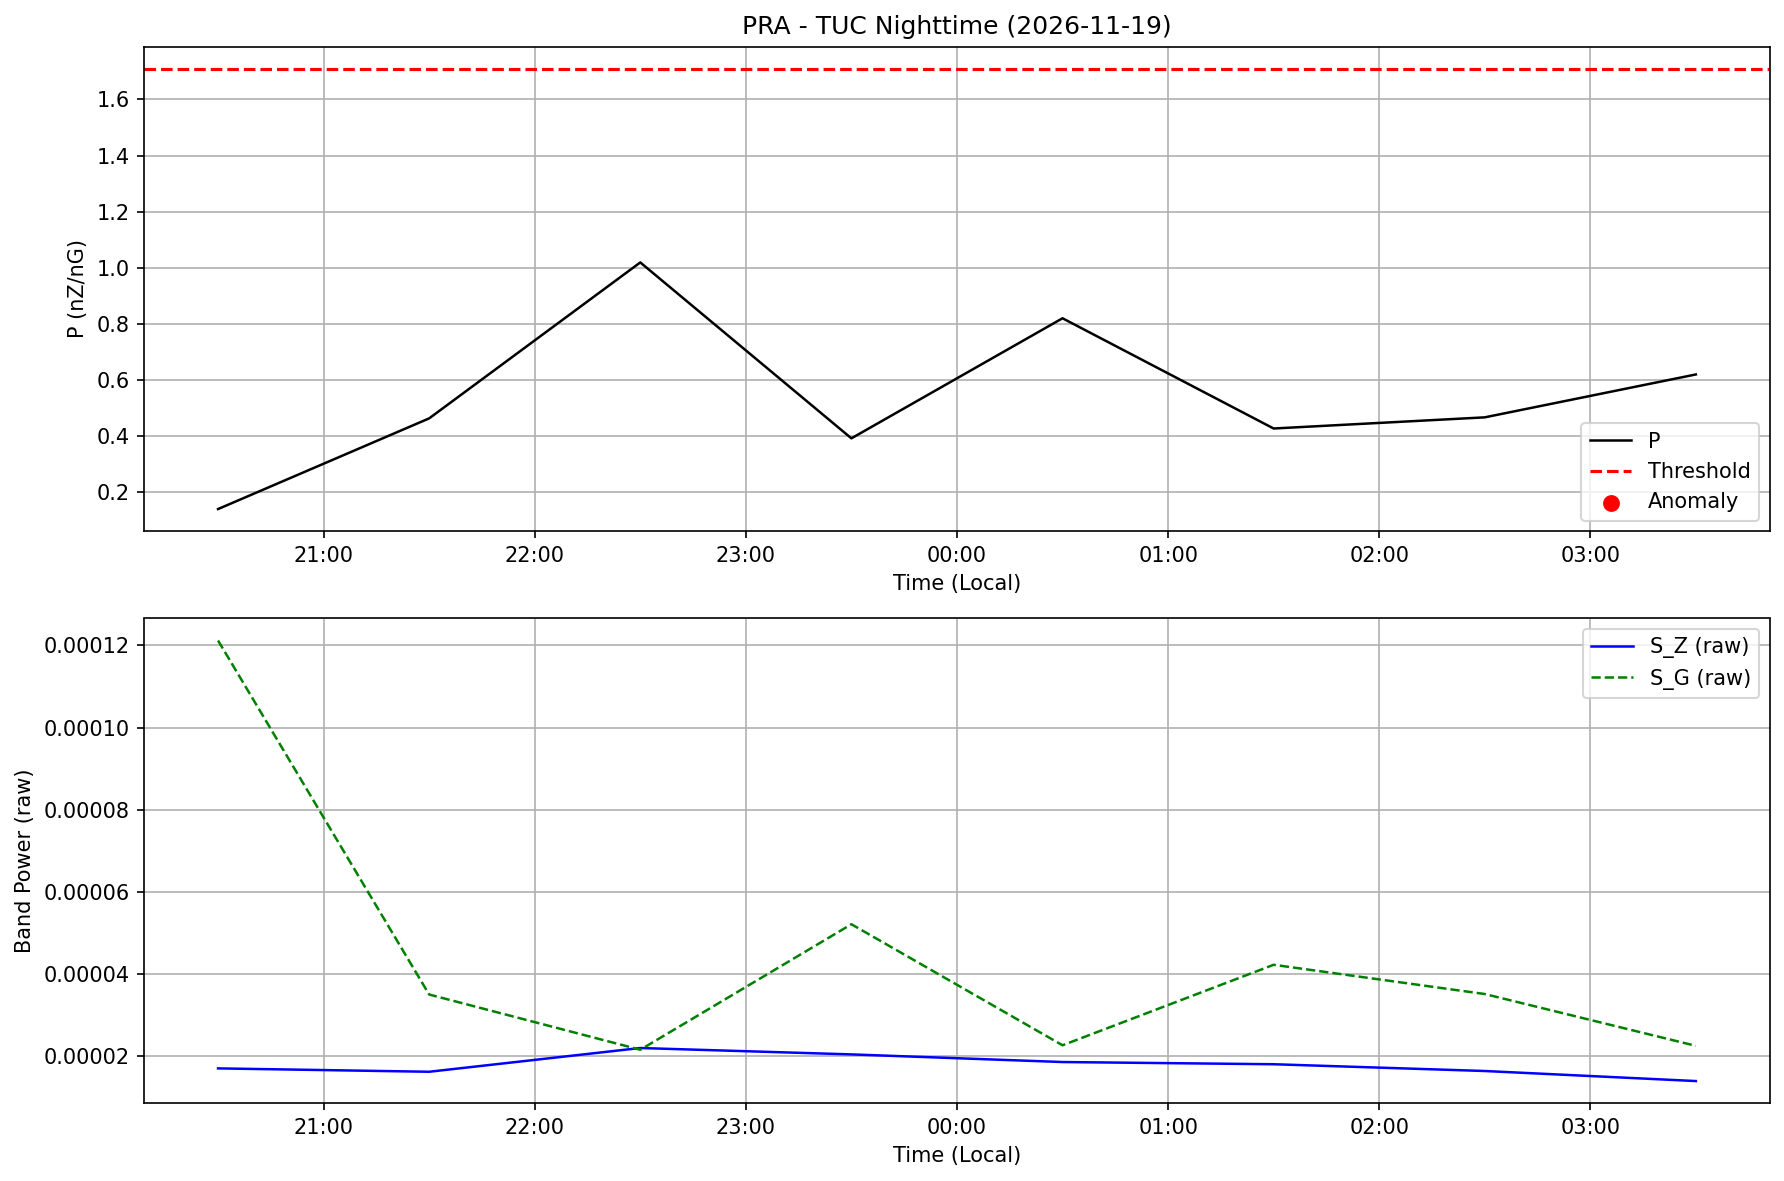 PRA - TUC Nighttime (2026-11-19)
P (nZ/nG)
1.6
1.4
1.2
1.0
0.8
0.6
0.4
0.2
P
Threshold
Anomaly
21:00 22:00 23:00 00:00 01:00 02:00 03:00
Time (Local)
Band Power (raw)
0.00012
0.00010
0.00008
0.00006
0.00004
0.00002
S_Z (raw)
S_G (raw)
21:00 22:00 23:00 00:00 01:00 02:00 03:00
Time (Local)